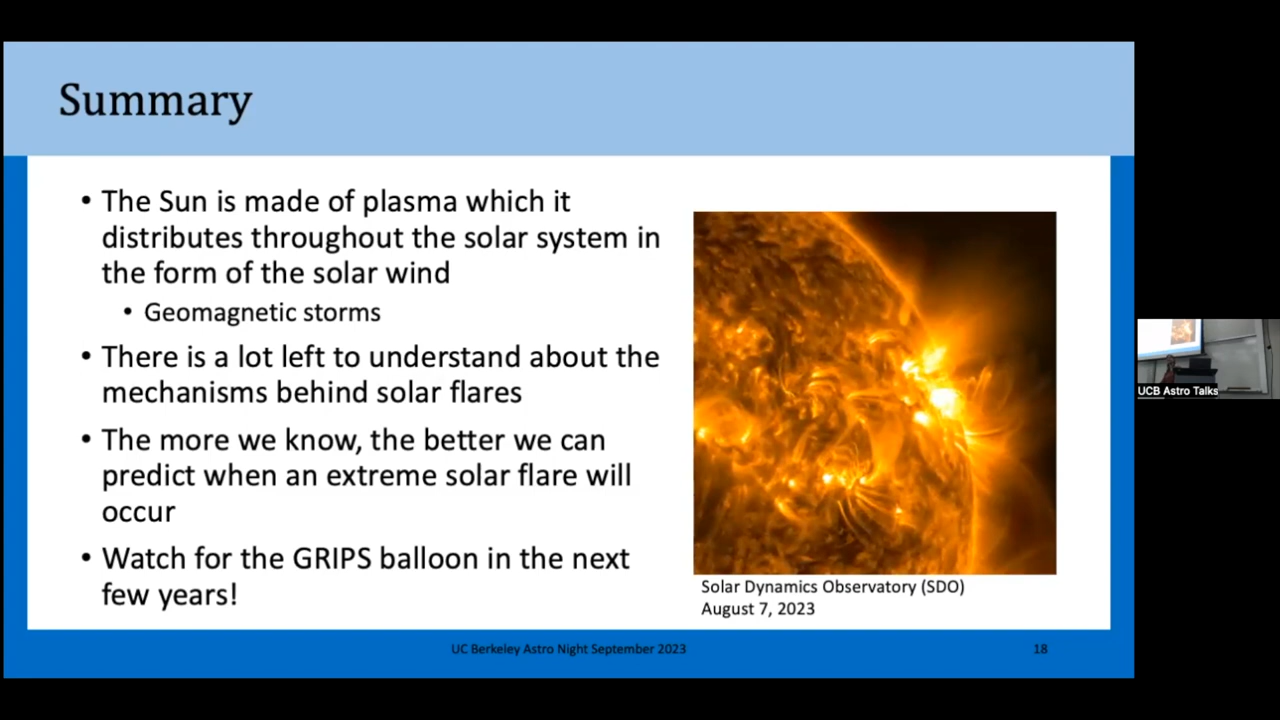 Summary
• The Sun is made of plasma which it
distributes throughout the solar system in
the form of the solar wind
• Geomagnetic storms
• There is a lot left to understand about the
mechanisms behind solar flares
• The more we know, the better we can
predict when an extreme solar flare will
occur
• Watch for the GRIPS balloon in the next
few years!
Solar Dynamics Observatory (SDO)
August 7, 2023
UC Berkeley Astro Night September 2023
18
UCB Astro Talks